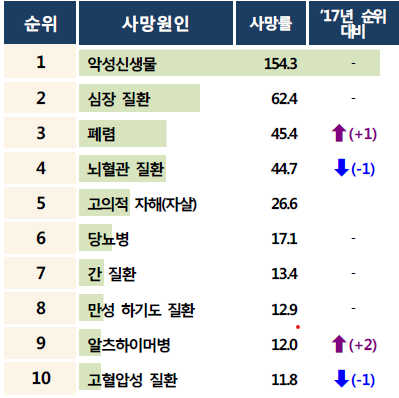 순위 사망원인 사망률 '17년 순위 대비
1 악성신생물 154.3 -
2 심장 질환 62.4 -
3 폐렴 45.4 (+1)
4 뇌혈관 질환 44.7 (-1)
5 고의적 자해(자살) 26.6
6 당뇨병 17.1 -
7 간 질환 13.4 -
8 만성 하기도 질환 12.9 -
9 알츠하이머병 12.0 (+2)
10 고혈압성 질환 11.8 (-1)